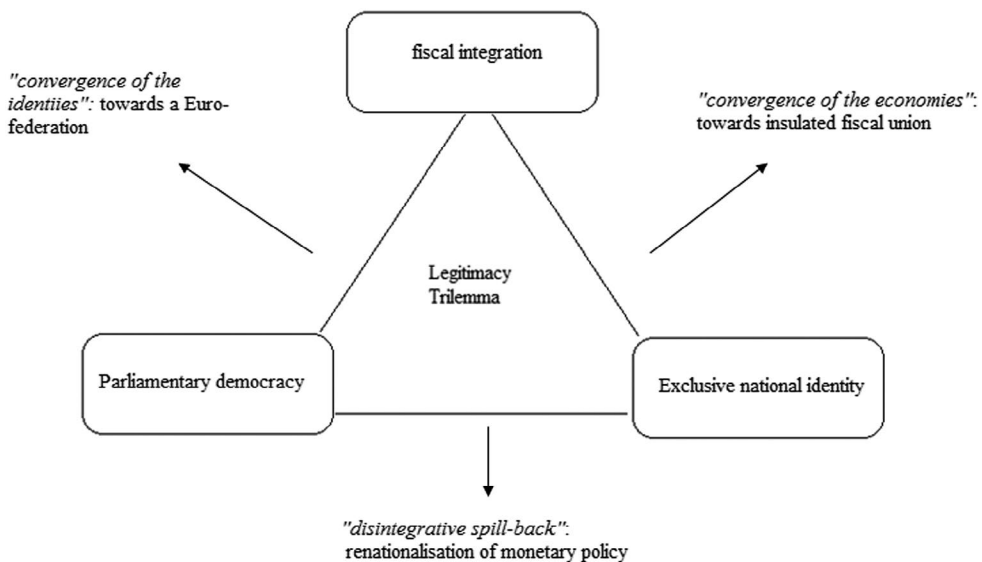 fiscal integration
"convergence of the
identiies": towards a Euro-
federation
"convergence of the economies":
towards insulated fiscal union
Legitimacy
Trilemma
Parliamentary democracy
Exclusive national identity
"disintegrative spill-back":
renationalisation of monetary policy